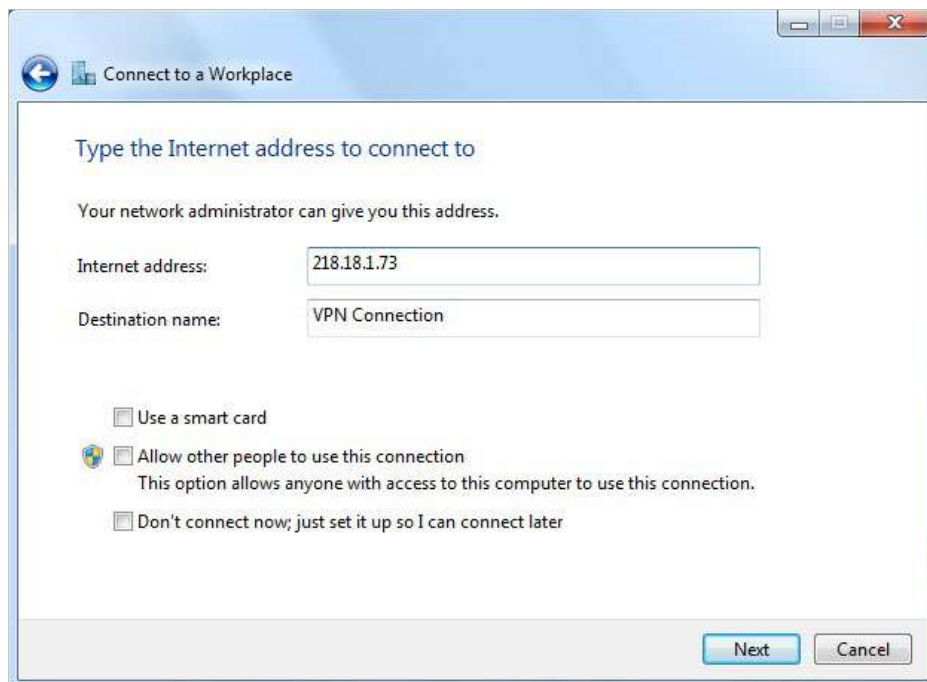 Connect to a Workplace
Type the Internet address to connect to
Your network administrator can give you this address.
Internet address: 218.18.1.73
Destination name: VPN Connection
Use a smart card
Allow other people to use this connection
This option allows anyone with access to this computer to use this connection.
Don't connect now; just set it up so I can connect later
Next Cancel